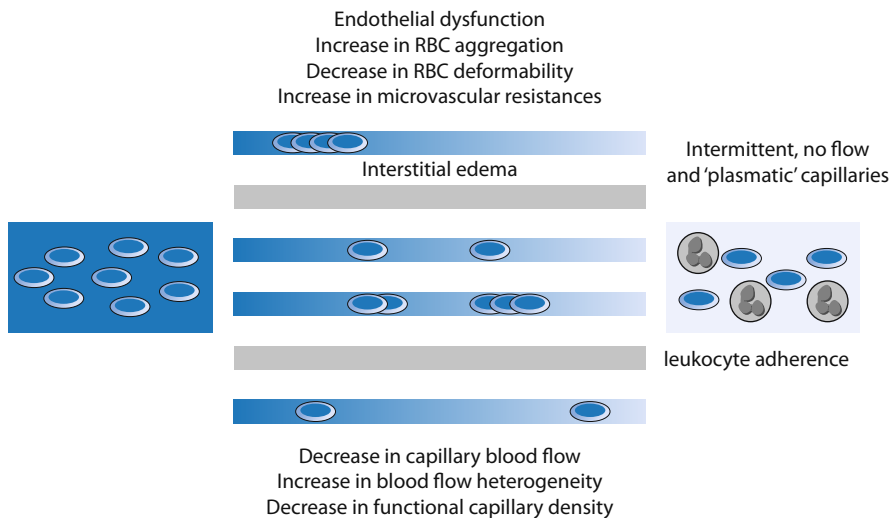 Endothelial dysfunction
Increase in RBC aggregation
Decrease in RBC deformability
Increase in microvascular resistances
Interstitial edema
Intermittent, no flow
and ‘plasmatic’ capillaries
leukocyte adherence
Decrease in capillary blood flow
Increase in blood flow heterogeneity
Decrease in functional capillary density